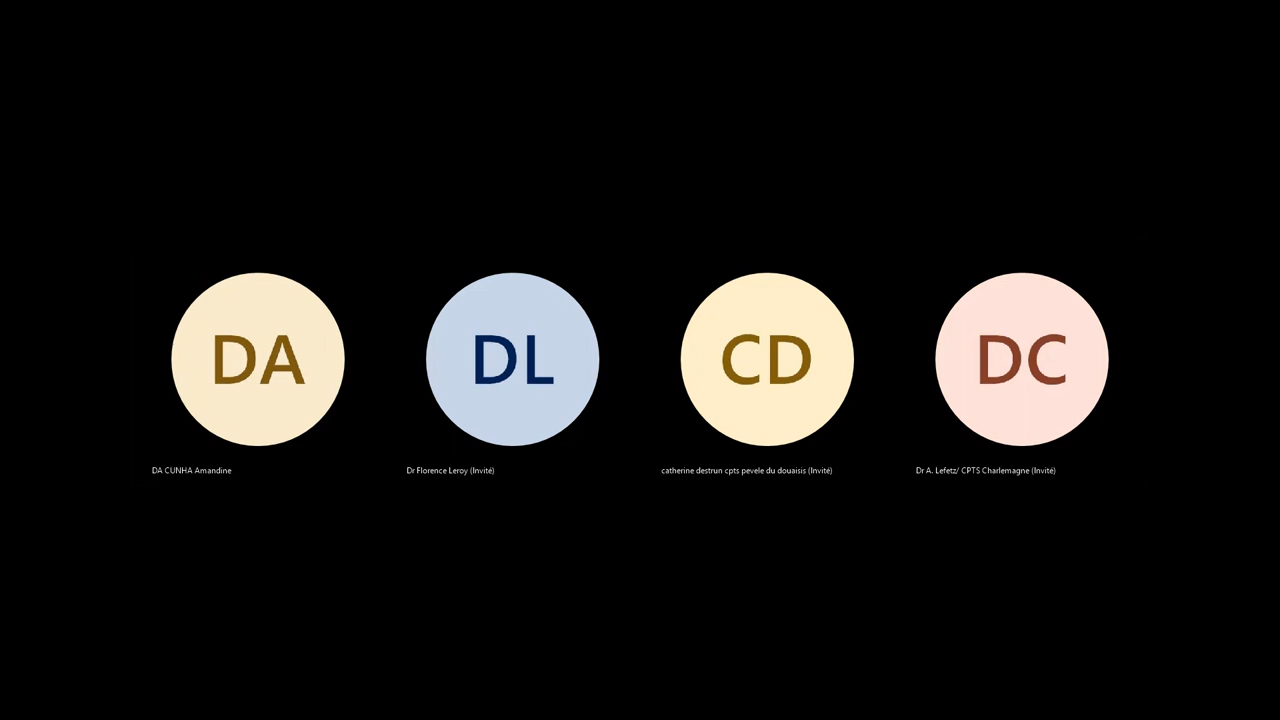 DA
DL
CD
DC
DA CUNHA Amandine
Dr Florence Leroy (Invité)
catherine destrun cpts pevele du douaisis (Invité)
Dr A. Lefetz/ CPTS Charlemagne (Invité)